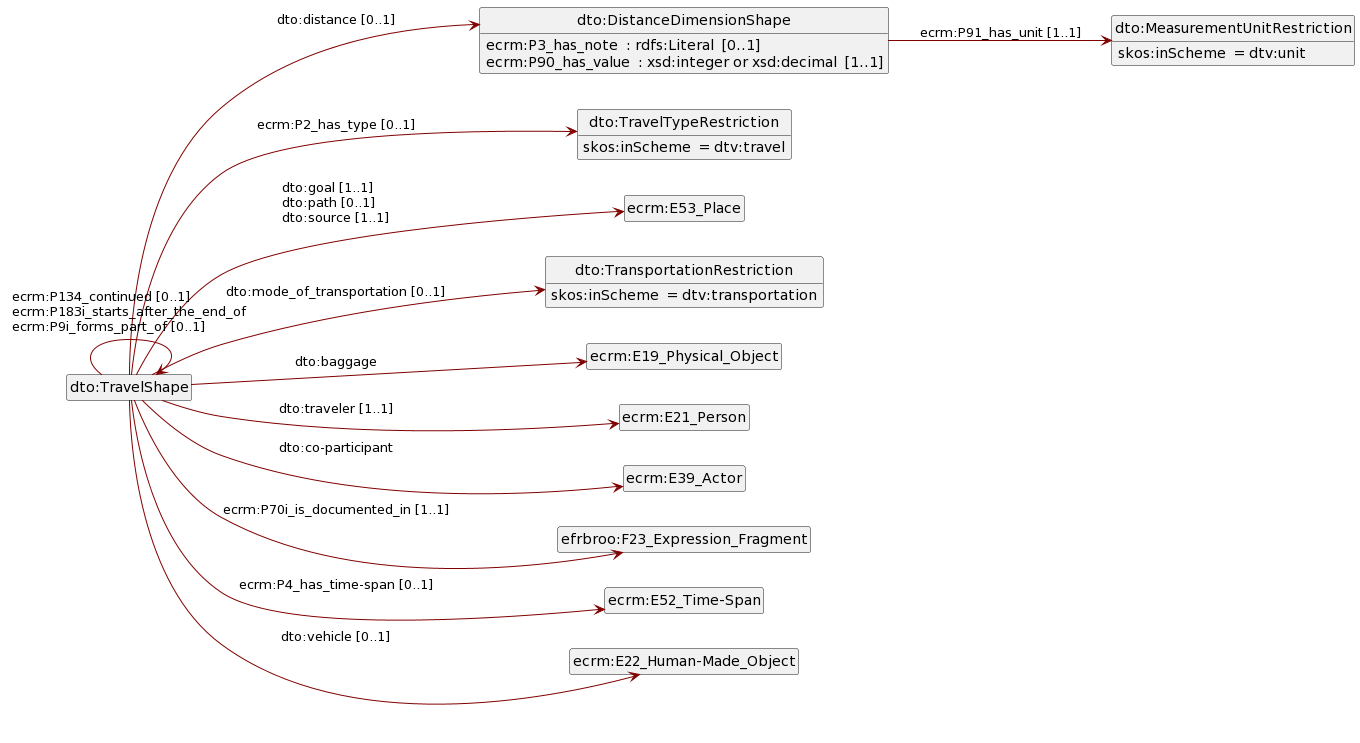 dto:distance [0..1]
dto:DistanceDimensionShape
ecrm:P3_has_note : rdfs:Literal [0..1]
ecrm:P90_has_value : xsd:integer or xsd:decimal [1..1]
ecrm:P91_has_unit [1..1]
dto:MeasurementUnitRestriction
skos:inScheme = dtv:unit
ecrm:P2_has_type [0..1]
dto:TravelTypeRestriction
skos:inScheme = dtv:travel
dto:goal [1..1]
dto:path [0..1]
dto:source [1..1]
ecrm:E53_Place
dto:mode_of_transportation [0..1]
dto:TransportationRestriction
skos:inScheme = dtv:transportation
ecrm:P134_continued [0..1]
ecrm:P183i_starts_after_the_end_of
ecrm:P9i_forms_part_of [0..1]
dto:TravelShape
dto:baggage
ecrm:E19_Physical_Object
dto:traveler [1..1]
ecrm:E21_Person
dto:co-participant
ecrm:E39_Actor
ecrm:P70i_is_documented_in [1..1]
efrbroo:F23_Expression_Fragment
ecrm:P4_has_time-span [0..1]
ecrm:E52_Time-Span
dto:vehicle [0..1]
ecrm:E22_Human-Made_Object